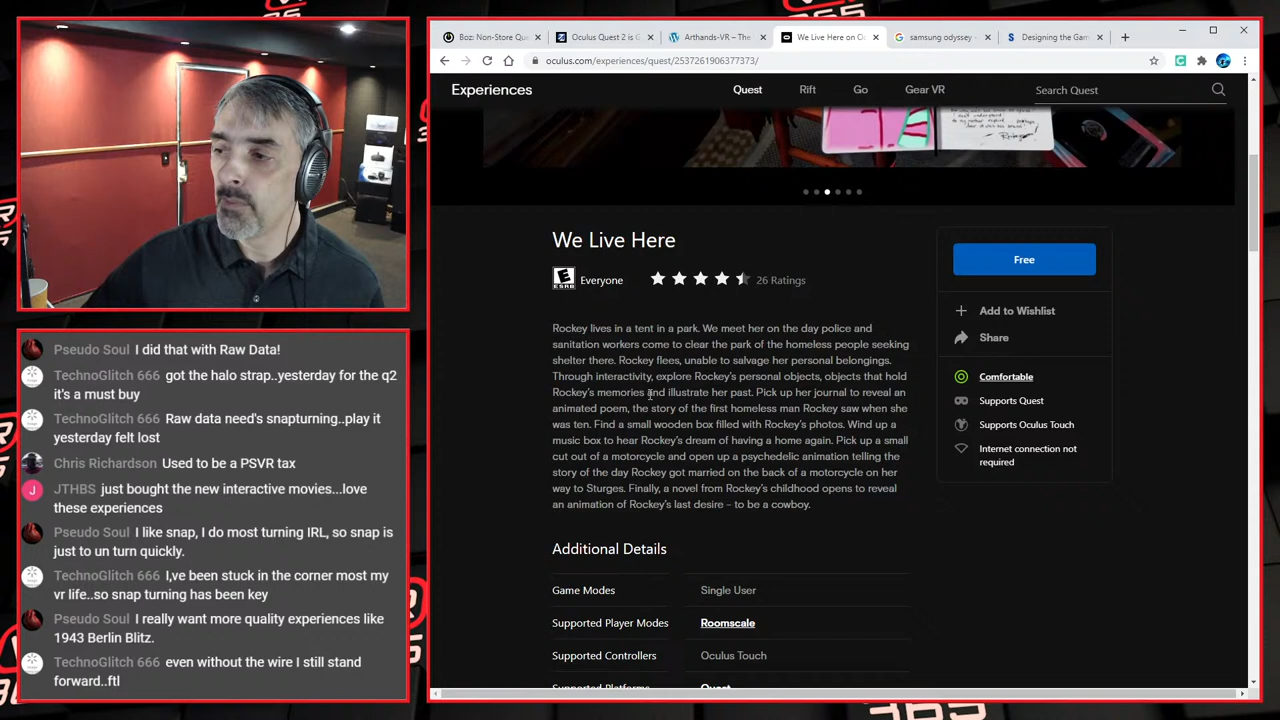 Boz: Non-Store Que
Oculus Quest 2 is G
Arthands-VR – The
We Live Here on Oc
samsung odyssey
Designing the Gam
oculus.com/experiences/quest/2537261906377373/
Experiences
Quest
Rift
Go
Gear VR
Search Quest
We Live Here
E
ESRB
Everyone
26 Ratings
Rockey lives in a tent in a park. We meet her on the day police and
sanitation workers come to clear the park of the homeless people seeking
shelter there. Rockey flees, unable to salvage her personal belongings.
Through interactivity, explore Rockey's personal objects, objects that hold
Rockey's memories and illustrate her past. Pick up her journal to reveal an
animated poem, the story of the first homeless man Rockey saw when she
was ten. Find a small wooden box filled with Rockey's photos. Wind up a
music box to hear Rockey's dream of having a home again. Pick up a small
cut out of a motorcycle and open up a psychedelic animation telling the
story of the day Rockey got married on the back of a motorcycle on her
way to Sturges. Finally, a novel from Rockey's childhood opens to reveal
an animation of Rockey's last desire – to be a cowboy.
Free
Add to Wishlist
Share
Comfortable
Supports Quest
Supports Oculus Touch
Internet connection not
required
Additional Details
Game Modes
Single User
Supported Player Modes
Roomscale
Supported Controllers
Oculus Touch
Supported Platforms
Quest
Pseudo Soul I did that with Raw Data!
TechnoGlitch 666 got the halo strap..yesterday for the q2
it's a must buy
TechnoGlitch 666 Raw data need's snapturning..play it
yesterday felt lost
Chris Richardson Used to be a PSVR tax
J
JTHBS just bought the new interactive movies...love
these experiences
Pseudo Soul I like snap, I do most turning IRL, so snap is
just to un turn quickly.
TechnoGlitch 666 I,ve been stuck in the corner most my
vr life..so snap turning has been key
Pseudo Soul I really want more quality experiences like
1943 Berlin Blitz.
TechnoGlitch 666 even without the wire I still stand
forward..ftl